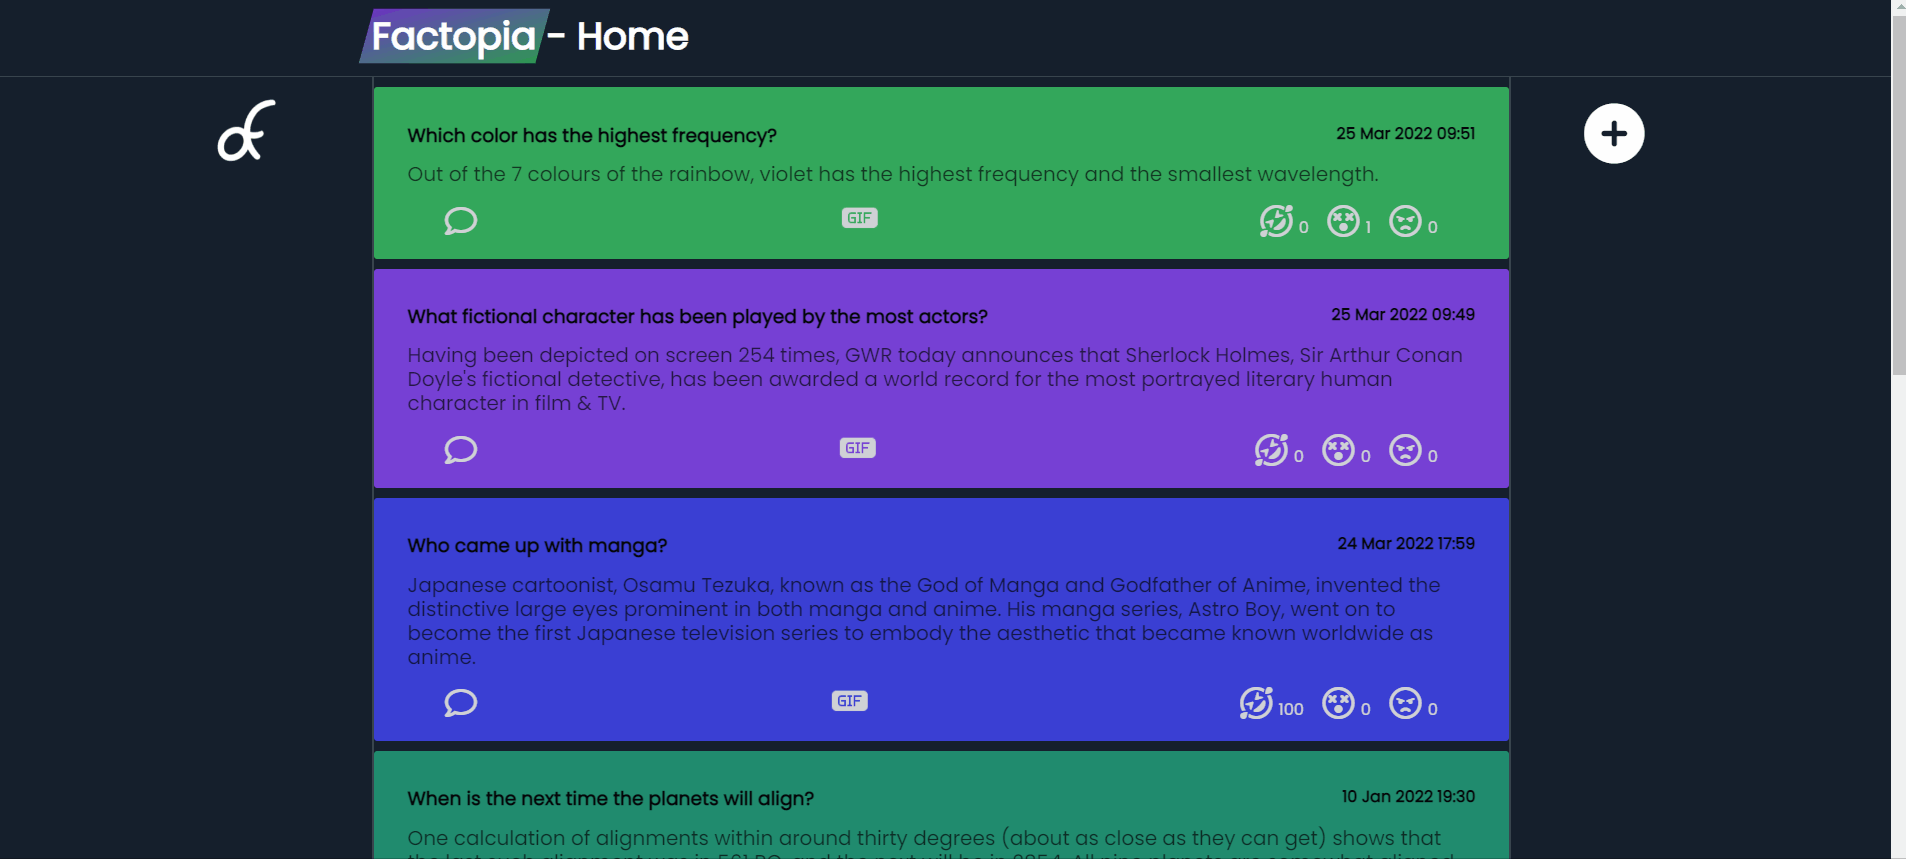 Factopia - Home
Which color has the highest frequency?
25 Mar 2022 09:51
Out of the 7 colours of the rainbow, violet has the highest frequency and the smallest wavelength.
GIF
0
1
0
What fictional character has been played by the most actors?
25 Mar 2022 09:49
Having been depicted on screen 254 times, GWR today announces that Sherlock Holmes, Sir Arthur Conan
Doyle's fictional detective, has been awarded a world record for the most portrayed literary human
character in film & TV.
GIF
0
0
0
Who came up with manga?
24 Mar 2022 17:59
Japanese cartoonist, Osamu Tezuka, known as the God of Manga and Godfather of Anime, invented the
distinctive large eyes prominent in both manga and anime. His manga series, Astro Boy, went on to
become the first Japanese television series to embody the aesthetic that became known worldwide as
anime.
GIF
100
0
0
When is the next time the planets will align?
10 Jan 2022 19:30
One calculation of alignments within around thirty degrees (about as close as they can get) shows that